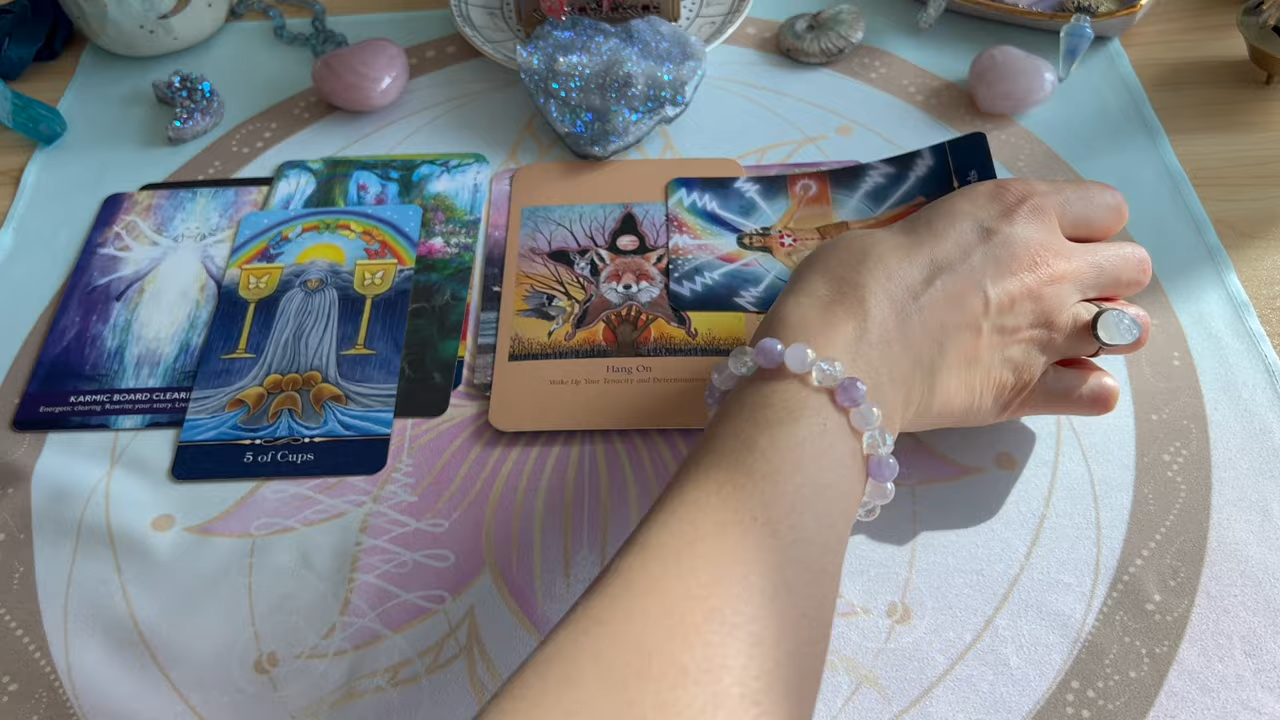 KARMIC BOARD CLEARI
Energetic clearing. Rewrite your story. Liv
5 of Cups
Hang On
Wake Up Your Tenacity and Determination